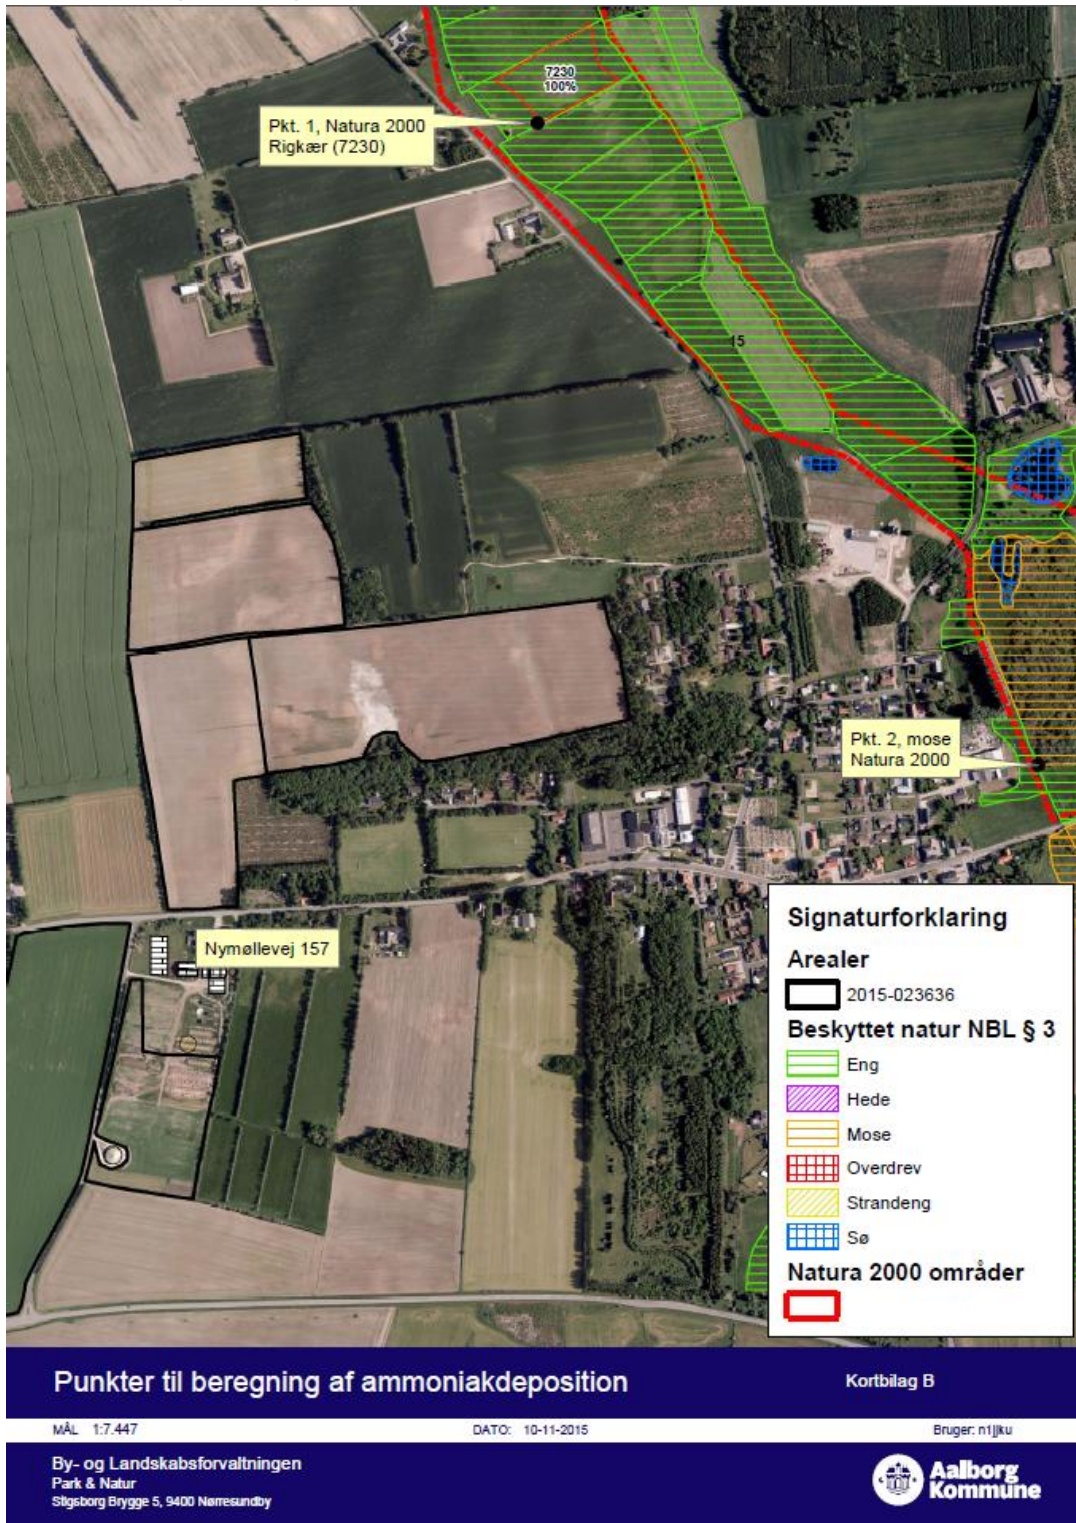 7230
100%
Pkt. 1, Natura 2000
Rigkær (7230)
15
Pkt. 2, mose
Natura 2000
Nymøllevej 157
Signaturforklaring
Arealer
2015-023636
Beskyttet natur NBL § 3
Eng
Hede
Mose
Overdrev
Strandeng
Sø
Natura 2000 områder
Punkter til beregning af ammoniakdeposition
Kortbilag B
MÅL 1:7.447
DATO: 10-11-2015
Bruger: n1jjku
By- og Landskabsforvaltningen
Park & Natur
Stigsborg Brygge 5, 9400 Nørresundby
Aalborg
Kommune